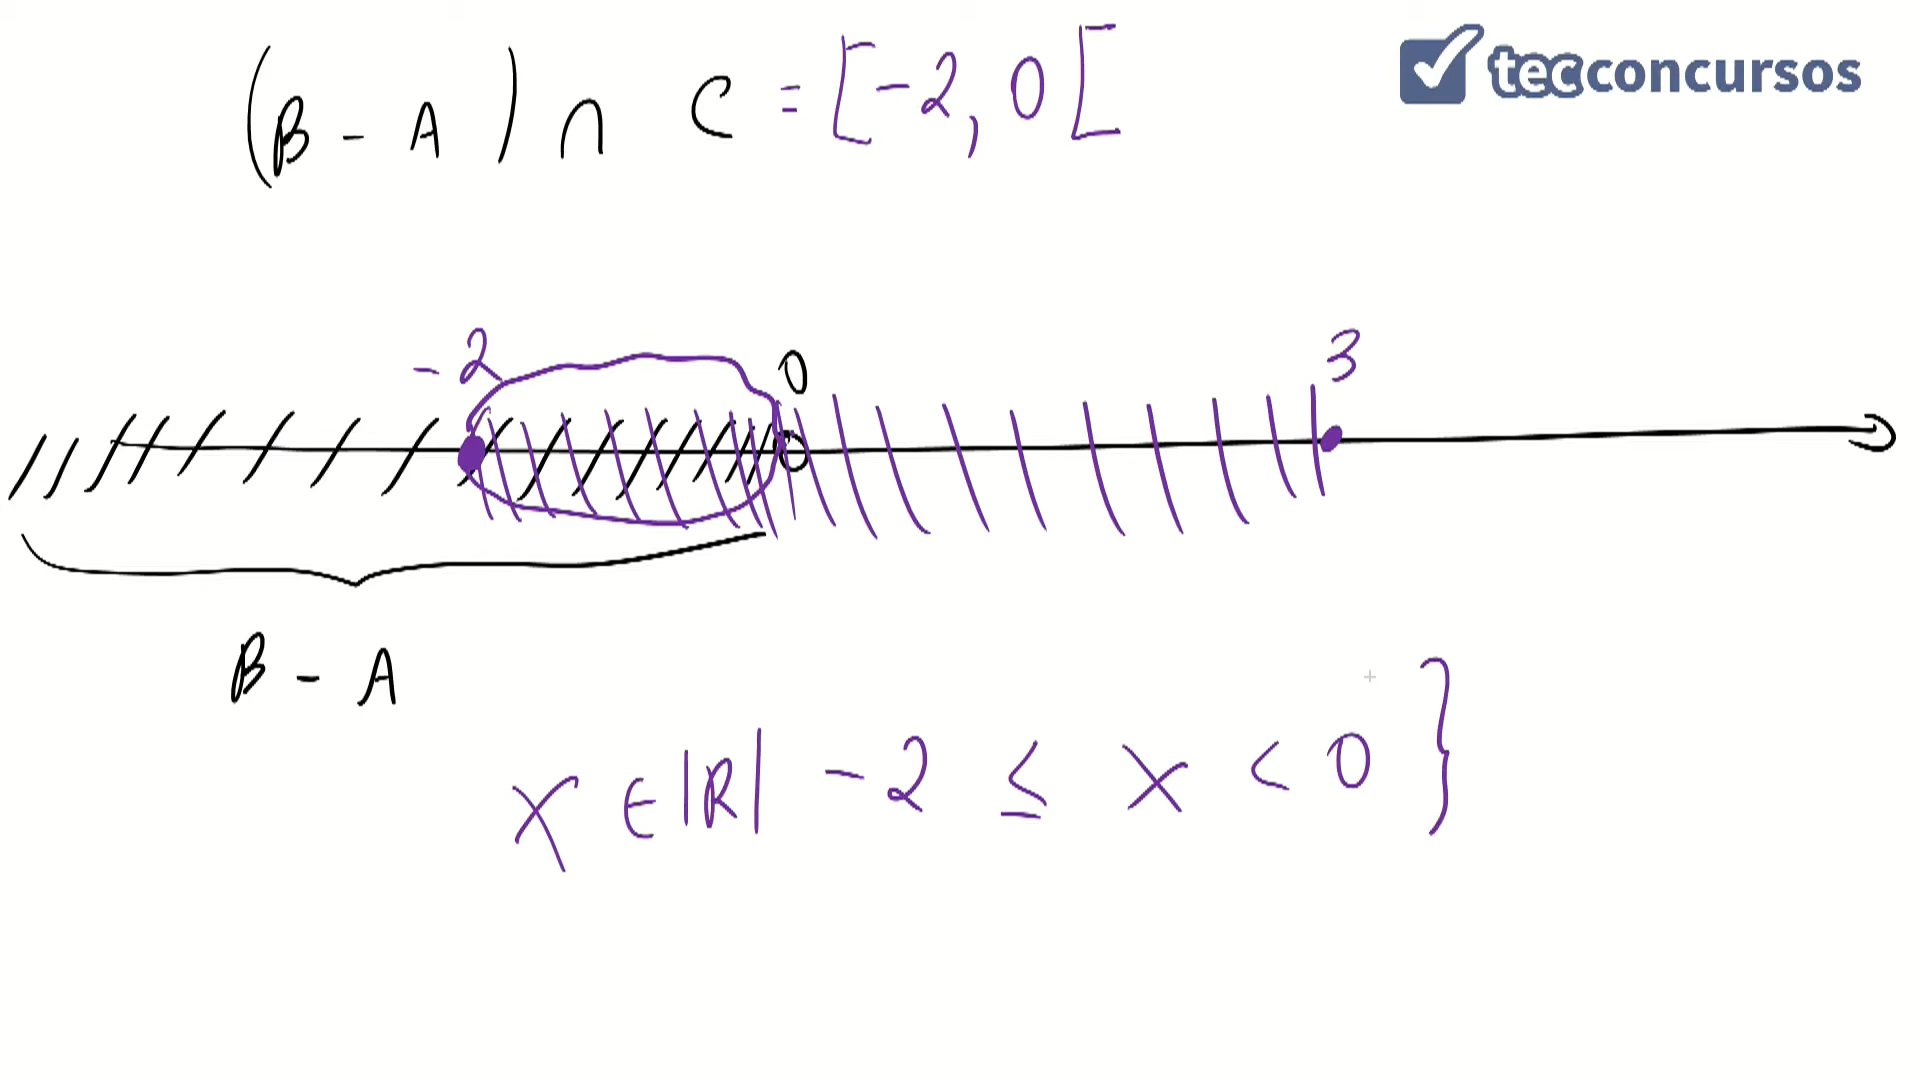 (B - A) ∩ C = [-2, 0[
tecconcursos
-2 0 3
B - A
x ∈ |R| -2 ≤ x < 0 }